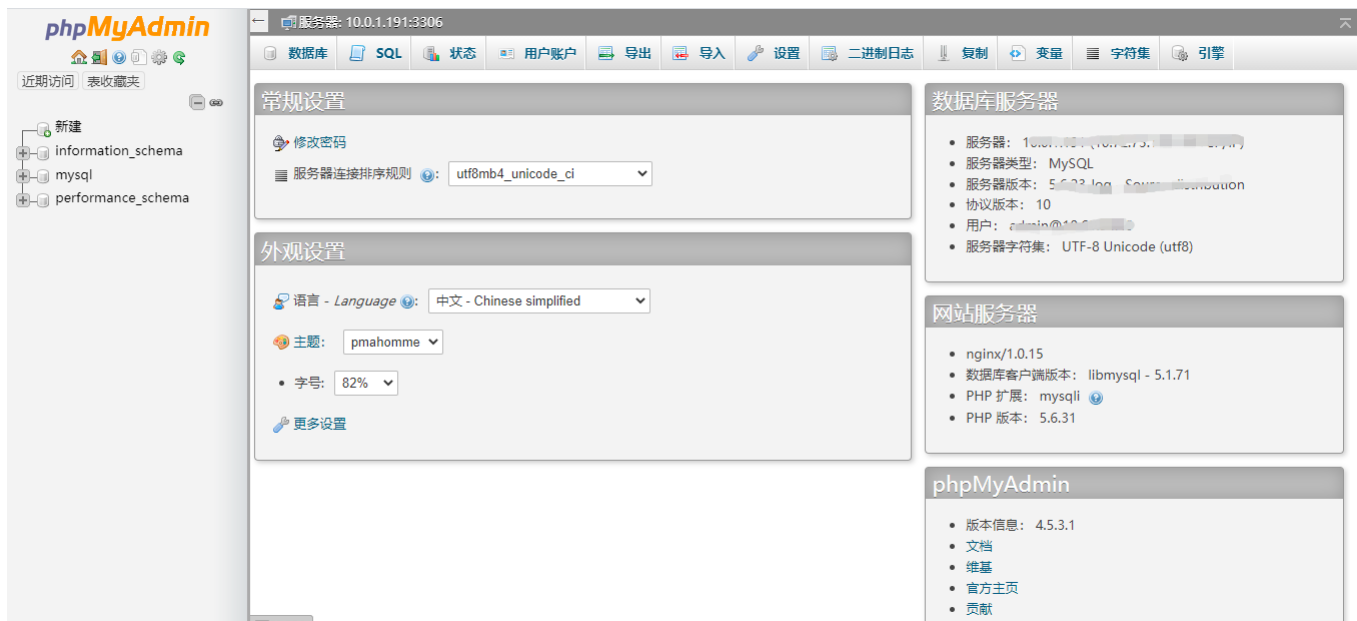 phpMyAdmin
近期访问 表收藏夹
新建
information_schema
mysql
performance_schema
服务器: 10.0.1.191:3306
数据库 SQL 状态 用户账户 导出 导入 设置 二进制日志 复制 变量 字符集 引擎
常规设置
修改密码
服务器连接排序规则 : utf8mb4_unicode_ci
外观设置
语言 - Language : 中文 - Chinese simplified
主题: pmahomme
字号: 82%
更多设置
数据库服务器
服务器:
服务器类型: MySQL
服务器版本:
协议版本: 10
用户:
服务器字符集: UTF-8 Unicode (utf8)
网站服务器
nginx/1.0.15
数据库客户端版本: libmysql - 5.1.71
PHP 扩展: mysqli
PHP 版本: 5.6.31
phpMyAdmin
版本信息: 4.5.3.1
文档
维基
官方主页
贡献